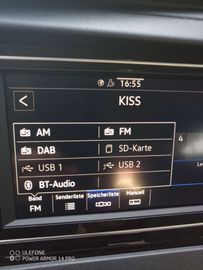 16:55
KISS
AM
FM
DAB
SD-Karte
USB 1
USB 2
BT-Audio
4
Band
FM
Senderliste
Speicherliste
Manuell
ULEFONE
POWER ARMOR 14 PRO